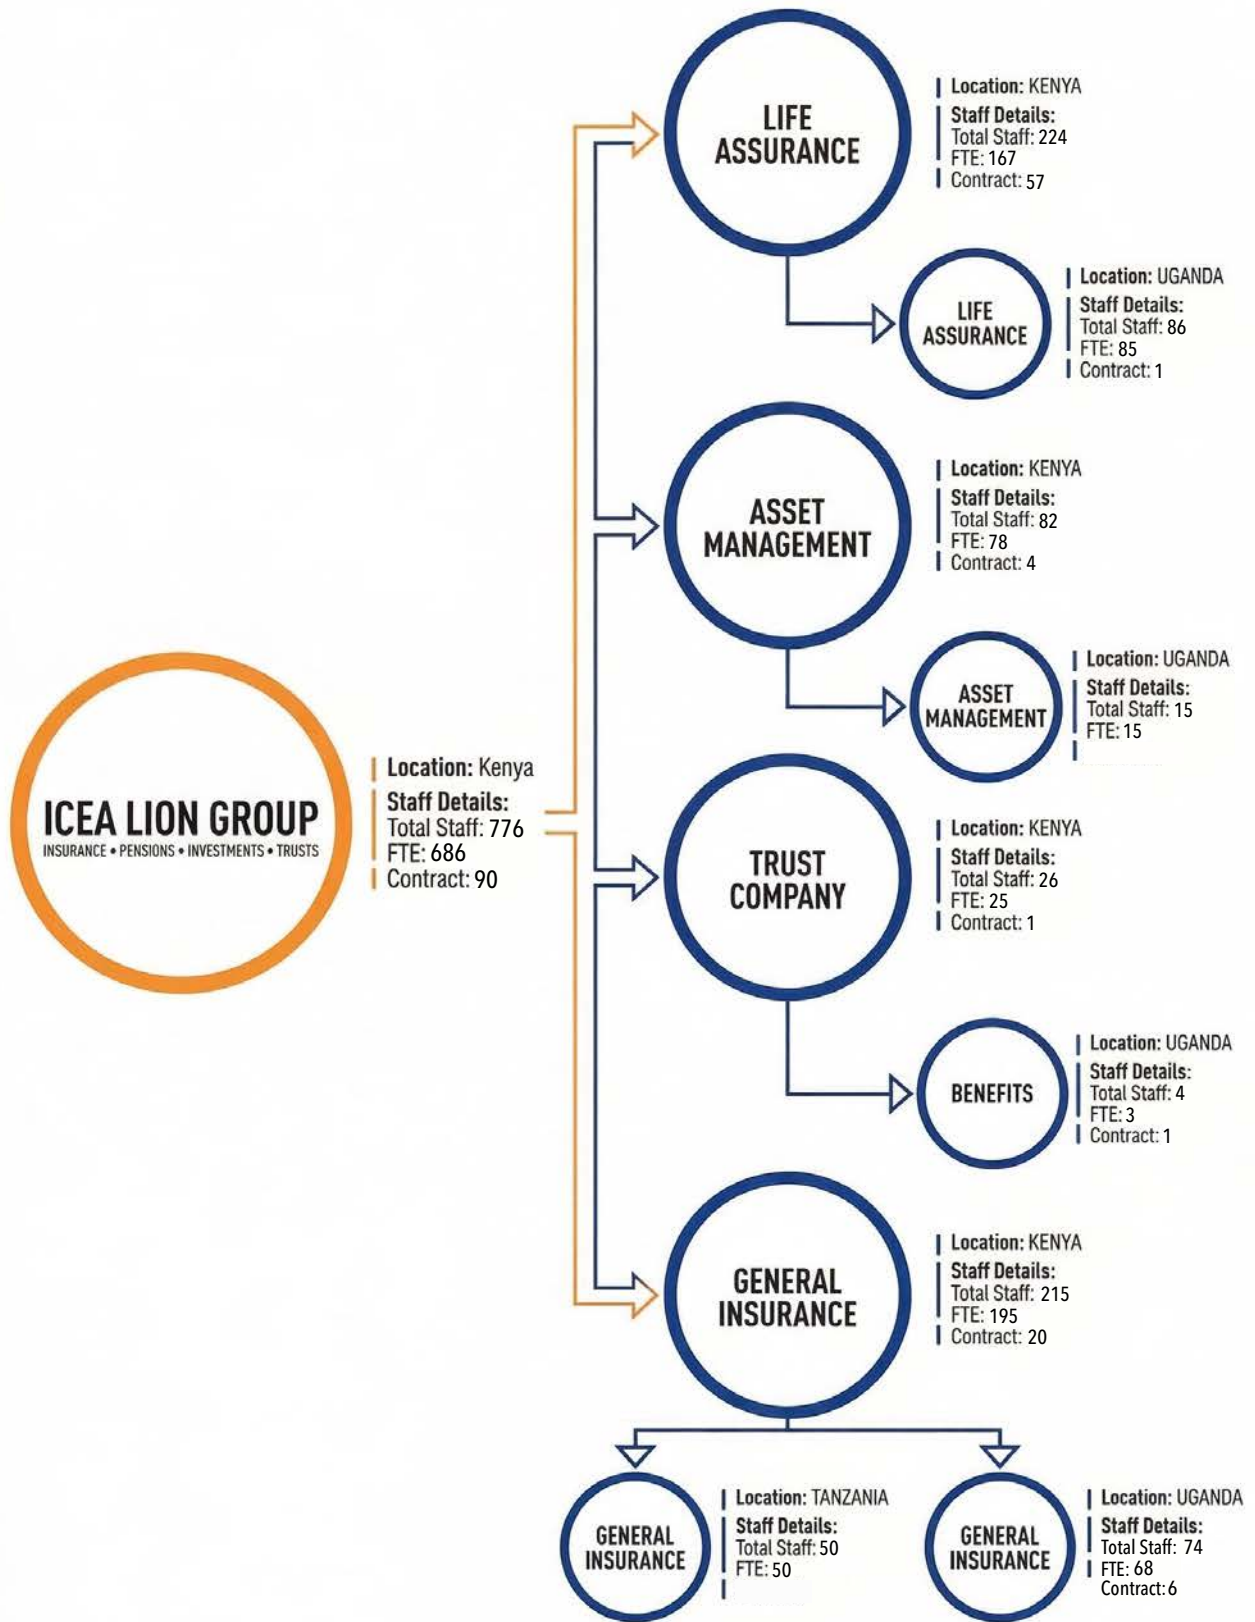 LIFE
ASSURANCE
Location: KENYA
Staff Details:
Total Staff: 224
FTE: 167
Contract: 57
LIFE
ASSURANCE
Location: UGANDA
Staff Details:
Total Staff: 86
FTE: 85
Contract: 1
ASSET
MANAGEMENT
Location: KENYA
Staff Details:
Total Staff: 82
FTE: 78
Contract: 4
ASSET
MANAGEMENT
Location: UGANDA
Staff Details:
Total Staff: 15
FTE: 15
ICEA LION GROUP
INSURANCE • PENSIONS • INVESTMENTS • TRUSTS
Location: Kenya
Staff Details:
Total Staff: 776
FTE: 686
Contract: 90
TRUST
COMPANY
Location: KENYA
Staff Details:
Total Staff: 26
FTE: 25
Contract: 1
BENEFITS
Location: UGANDA
Staff Details:
Total Staff: 4
FTE: 3
Contract: 1
GENERAL
INSURANCE
Location: KENYA
Staff Details:
Total Staff: 215
FTE: 195
Contract: 20
GENERAL
INSURANCE
Location: TANZANIA
Staff Details:
Total Staff: 50
FTE: 50
GENERAL
INSURANCE
Location: UGANDA
Staff Details:
Total Staff: 74
FTE: 68
Contract: 6